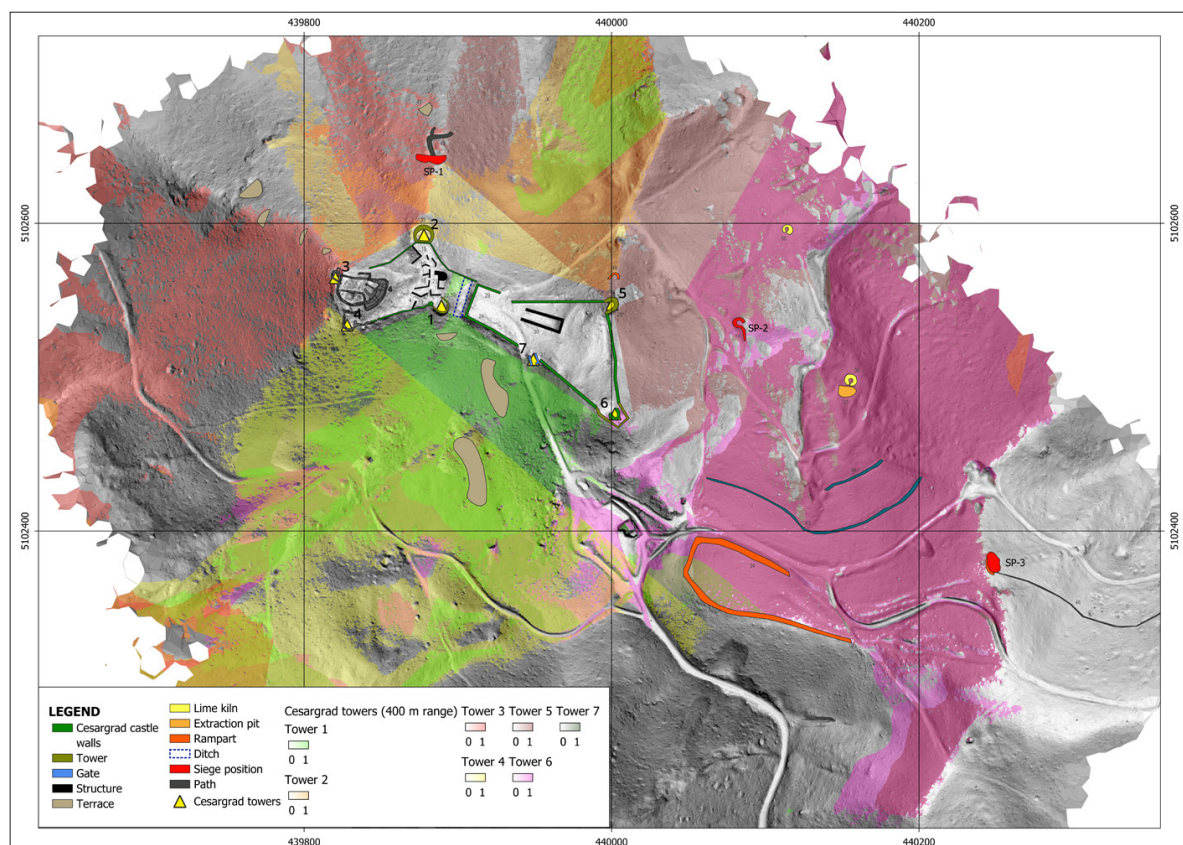 439800 440000 440200
5102600 5102600
SP-1
2
3
5
4
1
SP-2
7
6
5102400 5102400
34
SP-3
LEGEND
Cesargrad castle
walls
Tower
Gate
Structure
Terrace
Lime kiln
Extraction pit
Rampart
Ditch
Siege position
Path
Cesargrad towers
Cesargrad towers (400 m range)
Tower 1
0 1
Tower 2
0 1
Tower 3 Tower 5 Tower 7
0 1 0 1 0 1
Tower 4 Tower 6
0 1 0 1
439800 440000 440200